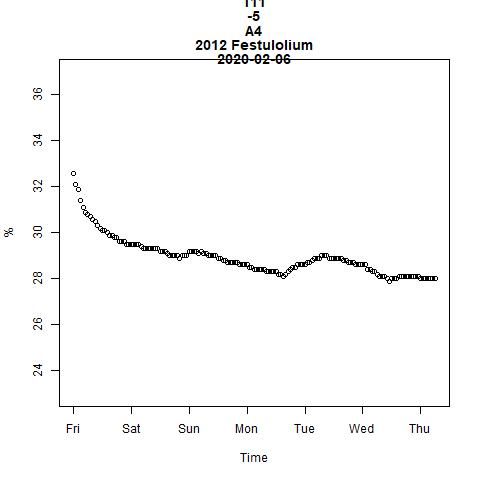 T11
-5
A4
2012 Festulolium
2020-02-06
36
34
32
30
28
26
24
%
Fri Sat Sun Mon Tue Wed Thu
Time